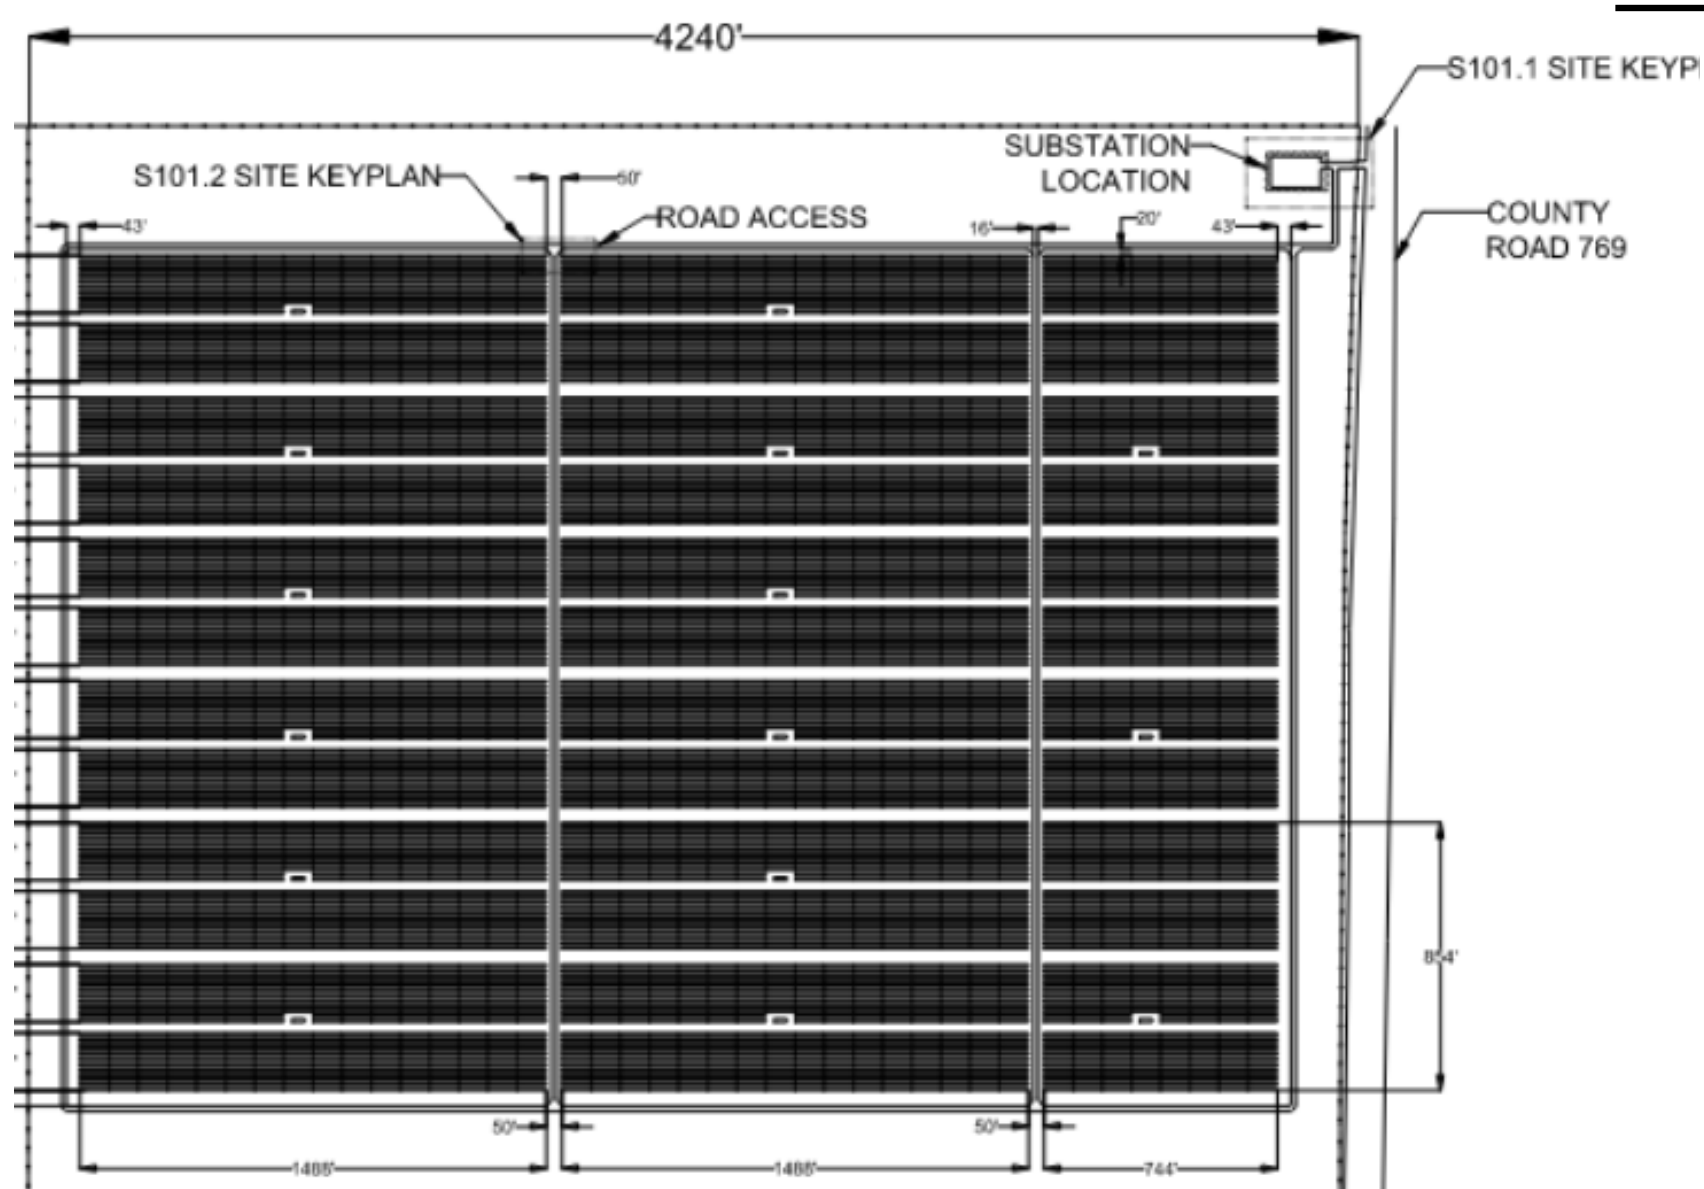 4240'
S101.1 SITE KEYP
SUBSTATION
LOCATION
S101.2 SITE KEYPLAN
50'
ROAD ACCESS
COUNTY
ROAD 769
43'
16'
20'
43'
854'
50'
50'
1488'
1488'
744'